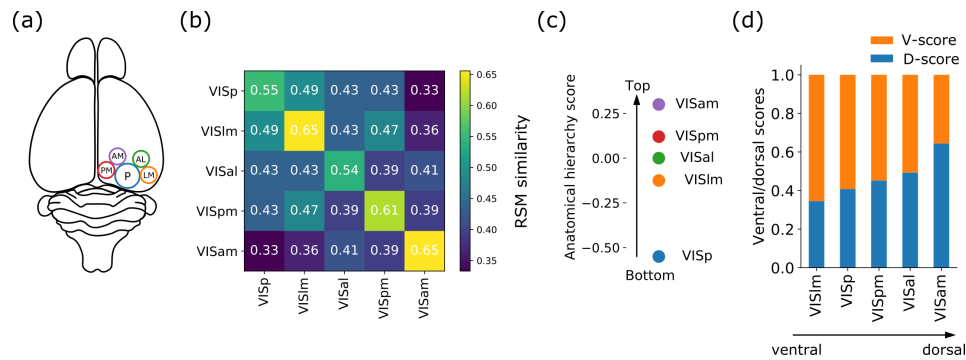 (a)
(b)
(c)
(d)
AM
AL
PM
P
LM
VISp
VISlm
VISal
VISpm
VISam
0.55 0.49 0.43 0.43 0.33
0.49 0.65 0.43 0.47 0.36
0.43 0.43 0.54 0.39 0.41
0.43 0.47 0.39 0.61 0.39
0.33 0.36 0.41 0.39 0.65
VISp
VISlm
VISal
VISpm
VISam
RSM similarity
0.65
0.60
0.55
0.50
0.45
0.40
0.35
Anatomical hierarchy score
0.25
0.00
−0.25
−0.50
Top
VISam
VISpm
VISal
VISlm
VISp
Bottom
V-score
D-score
Ventral/dorsal scores
1.0
0.8
0.6
0.4
0.2
0.0
VISlm
VISp
VISpm
VISal
VISam
ventral
dorsal